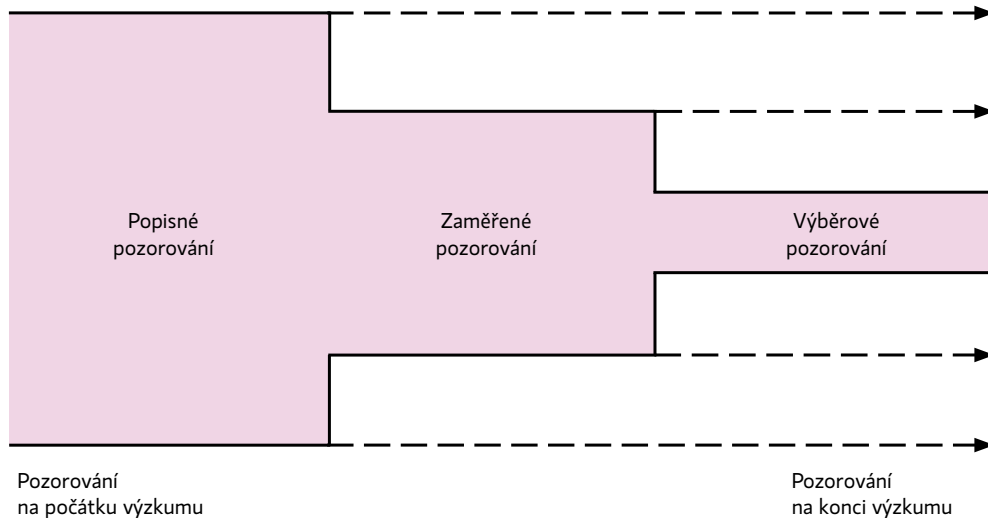 Popisné
pozorování
Zaměřené
pozorování
Výběrové
pozorování
Pozorování
na počátku výzkumu
Pozorování
na konci výzkumu